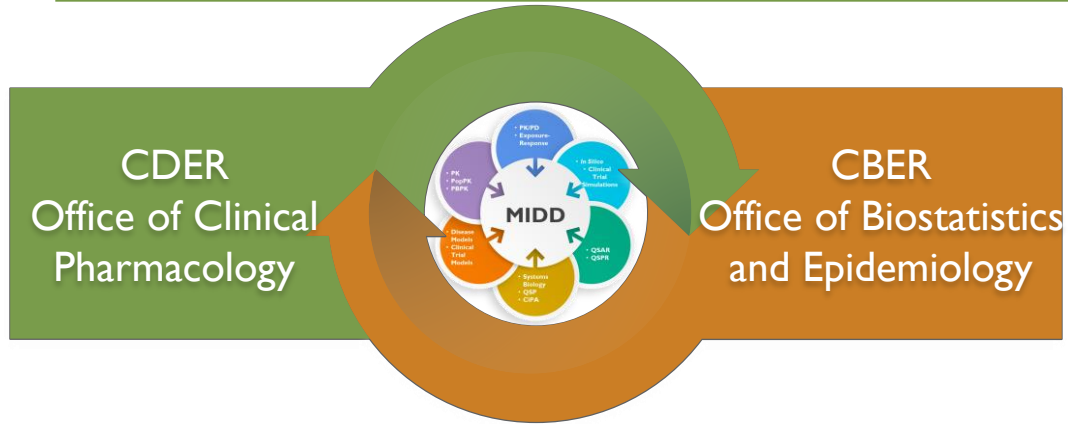 CDER
Office of Clinical
Pharmacology
• PK/PD
• Exposure-
Response
• In Silico
• Clinical
Trial
Simulations
• QSAR
• QSPR
• Systems
Biology
• QSP
• CiPA
• Disease
Models
• Clinical
Trial
Models
• PK
• PopPK
• PBPK
MIDD
CBER
Office of Biostatistics
and Epidemiology